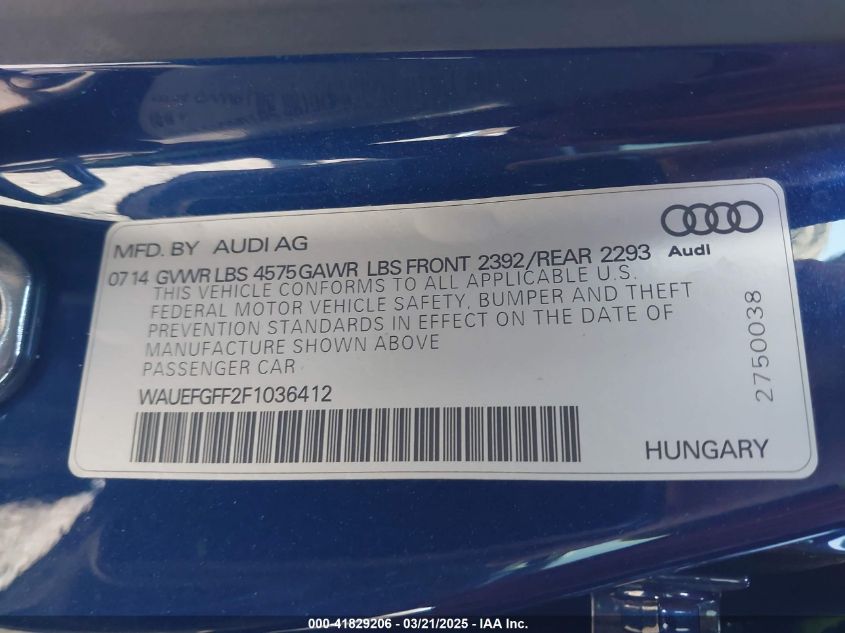 MFD. BY AUDI AG
Audi
0714 GVWR LBS 4575 GAWR LBS FRONT 2392/REAR 2293
THIS VEHICLE CONFORMS TO ALL APPLICABLE U.S.
FEDERAL MOTOR VEHICLE SAFETY, BUMPER AND THEFT
PREVENTION STANDARDS IN EFFECT ON THE DATE OF
MANUFACTURE SHOWN ABOVE
PASSENGER CAR
WAUEFGFF2F1036412
2750038
HUNGARY
000-41829206 - 03/21/2025 - IAA Inc.